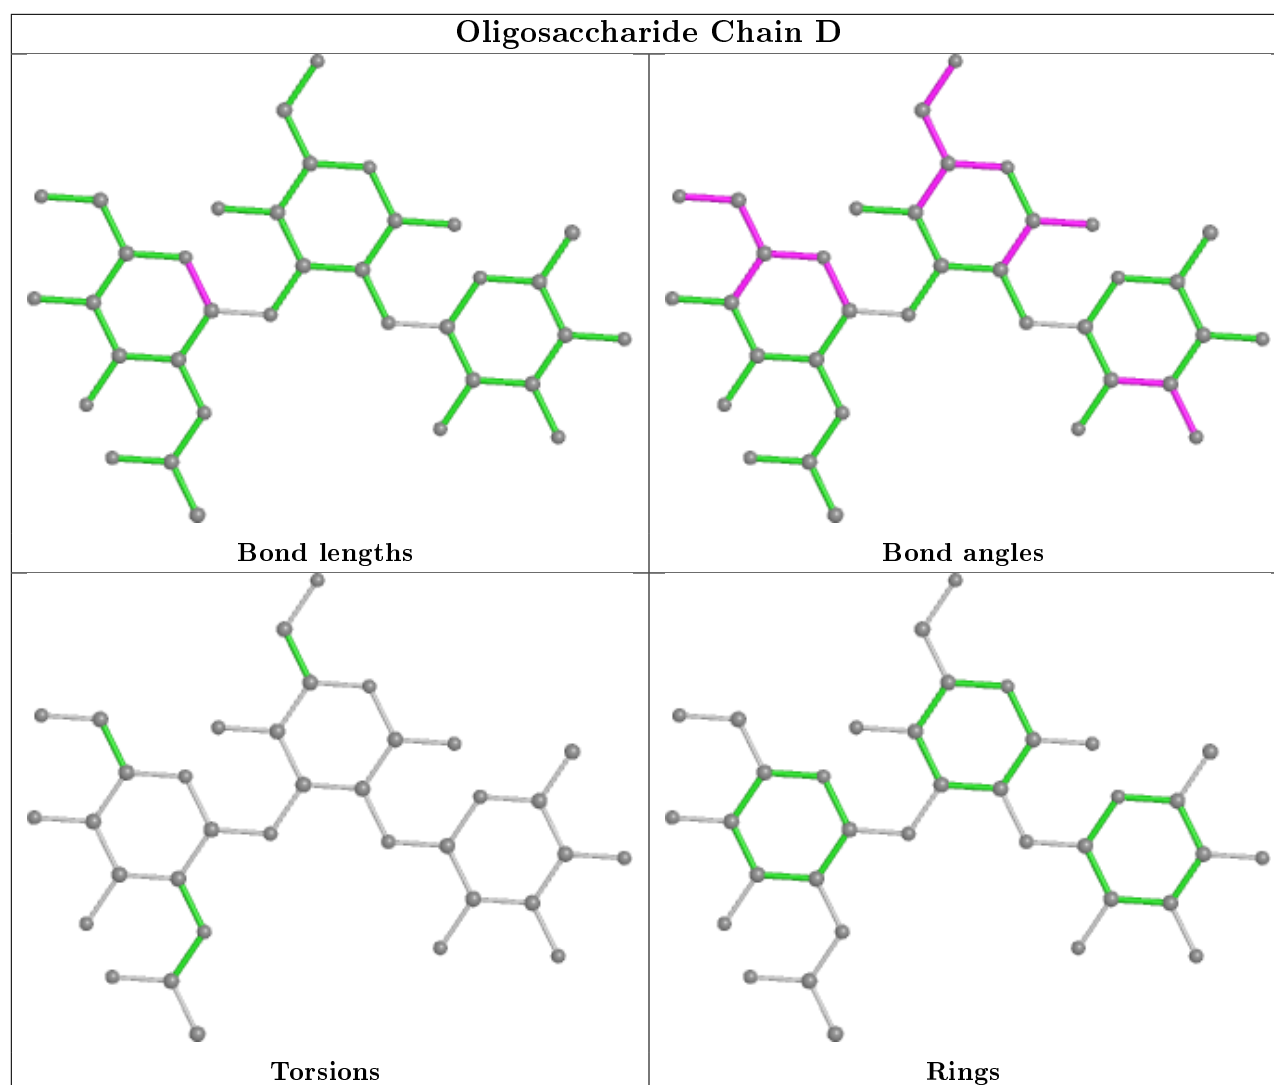 Oligosaccharide Chain D
Bond lengths
Bond angles
Torsions
Rings